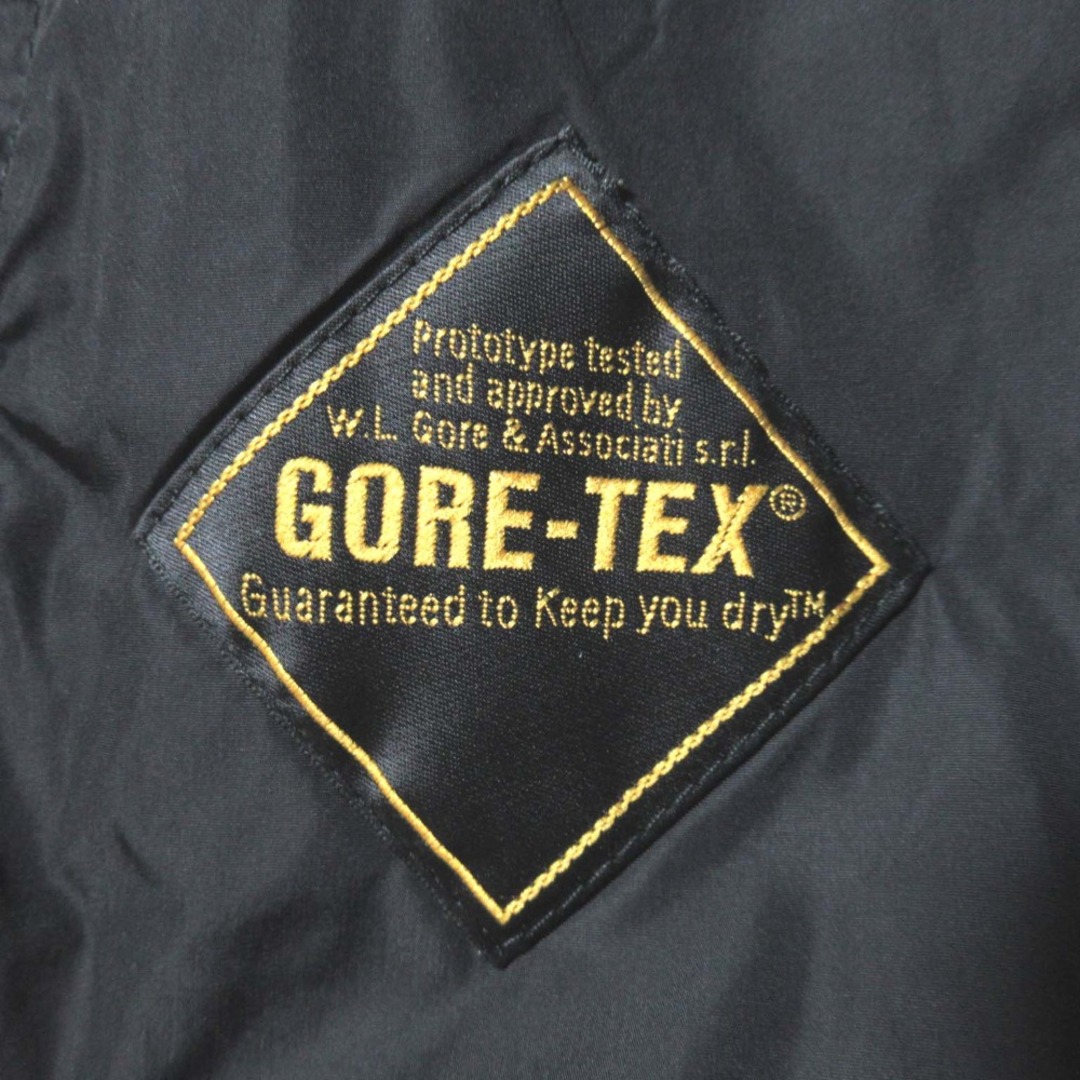 Prototype tested
and approved by
W.L. Gore & Associati s.r.l.
GORE-TEX®
Guaranteed to Keep you dry™